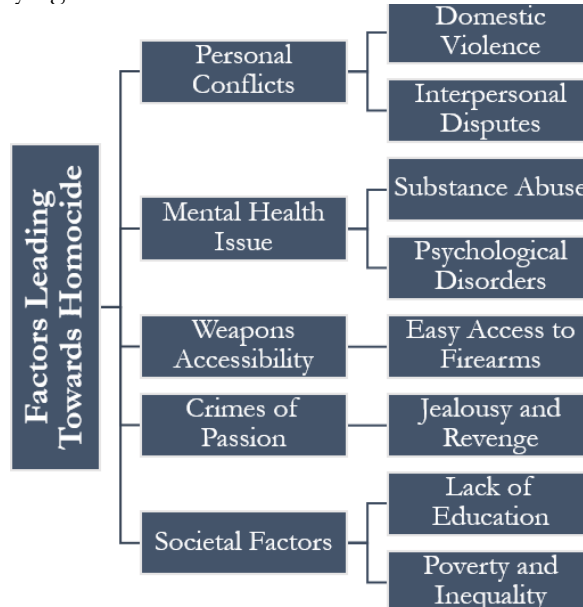 Factors Leading
Towards Homocide
Personal
Conflicts
Domestic
Violence
Interpersonal
Disputes
Mental Health
Issue
Substance Abuse
Psychological
Disorders
Weapons
Accessibility
Easy Access to
Firearms
Crimes of
Passion
Jealousy and
Revenge
Societal Factors
Lack of
Education
Poverty and
Inequality